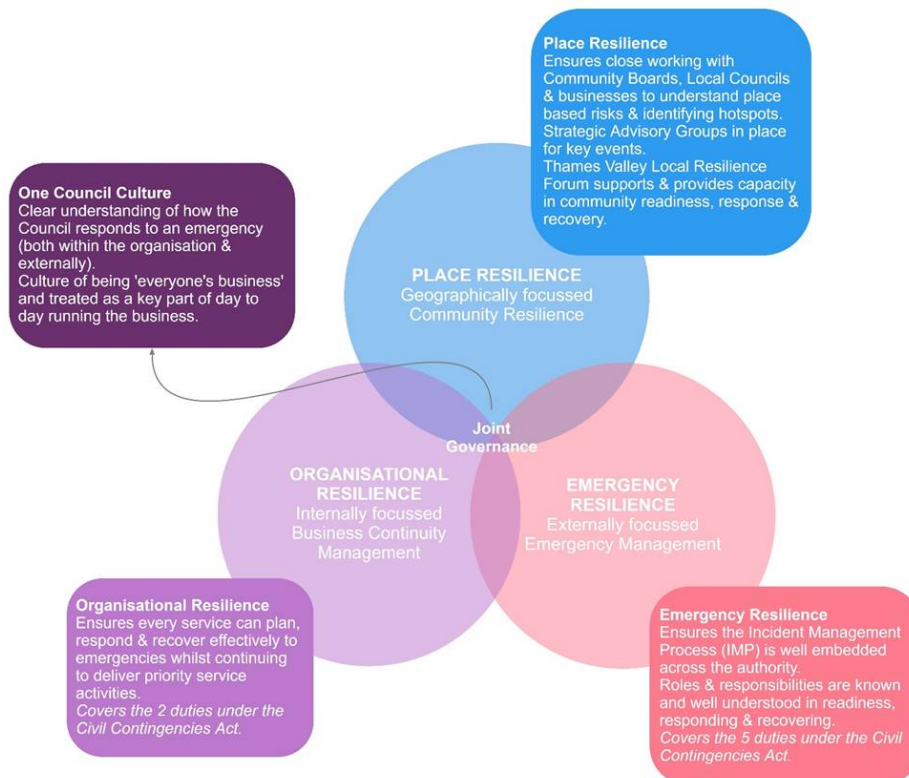 Place Resilience
Ensures close working with
Community Boards, Local Councils
& businesses to understand place
based risks & identifying hotspots.
Strategic Advisory Groups in place
for key events.
Thames Valley Local Resilience
Forum supports & provides capacity
in community readiness, response &
recovery.
One Council Culture
Clear understanding of how the
Council responds to an emergency
(both within the organisation &
externally).
Culture of being 'everyone's business'
and treated as a key part of day to
day running the business.
PLACE RESILIENCE
Geographically focussed
Community Resilience
Joint
Governance
ORGANISATIONAL
RESILIENCE
Internally focussed
Business Continuity
Management
EMERGENCY
RESILIENCE
Externally focussed
Emergency Management
Organisational Resilience
Ensures every service can plan,
respond & recover effectively to
emergencies whilst continuing
to deliver priority service
activities.
Covers the 2 duties under the
Civil Contingencies Act.
Emergency Resilience
Ensures the Incident Management
Process (IMP) is well embedded
across the authority.
Roles & responsibilities are known
and well understood in readiness,
responding & recovering.
Covers the 5 duties under the Civil
Contingencies Act.